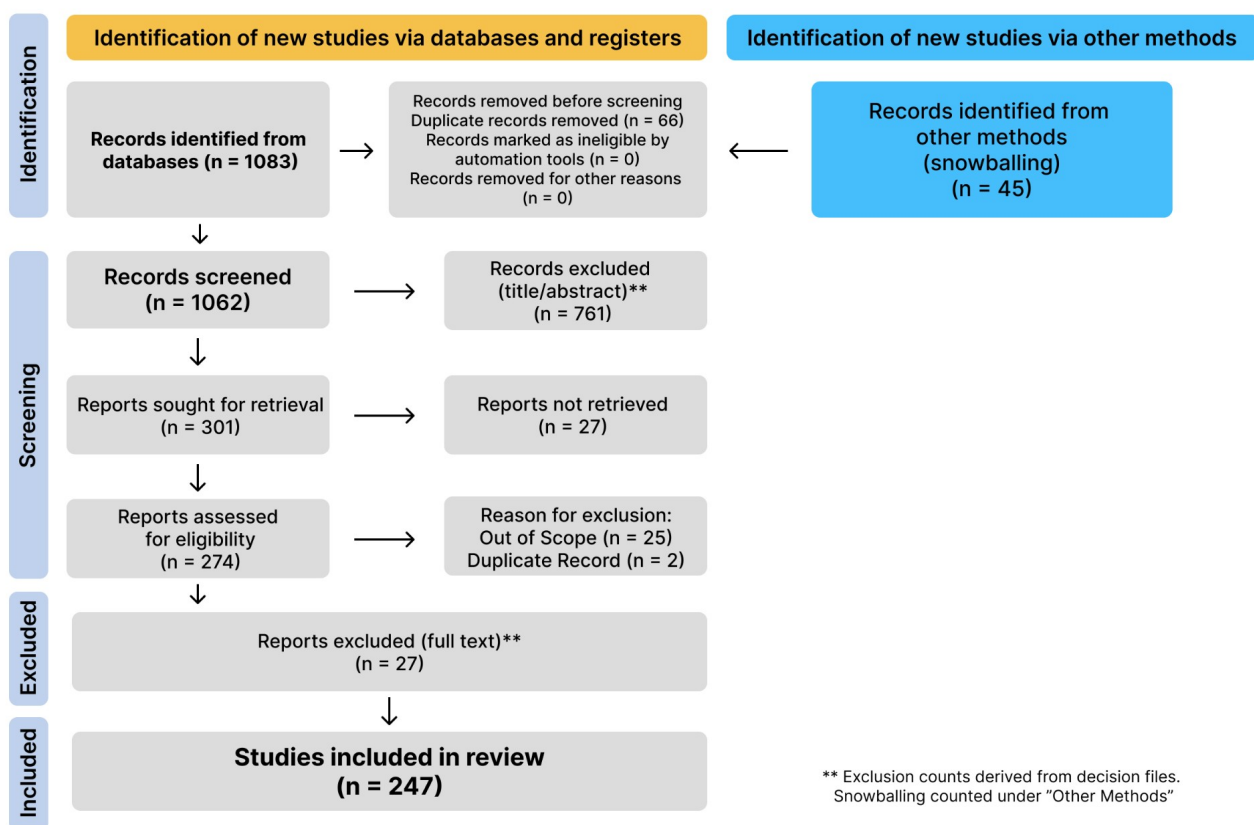 Identification of new studies via databases and registers
Identification of new studies via other methods
Identification
Records identified from
databases (n = 1083)
Records removed before screening
Duplicate records removed (n = 66)
Records marked as ineligible by
automation tools (n = 0)
Records removed for other reasons
(n = 0)
Records identified from
other methods
(snowballing)
(n = 45)
Screening
Records screened
(n = 1062)
Records excluded
(title/abstract)**
(n = 761)
Reports sought for retrieval
(n = 301)
Reports not retrieved
(n = 27)
Reports assessed
for eligibility
(n = 274)
Reason for exclusion:
Out of Scope (n = 25)
Duplicate Record (n = 2)
Excluded
Reports excluded (full text)**
(n = 27)
Included
Studies included in review
(n = 247)
** Exclusion counts derived from decision files.
Snowballing counted under "Other Methods"